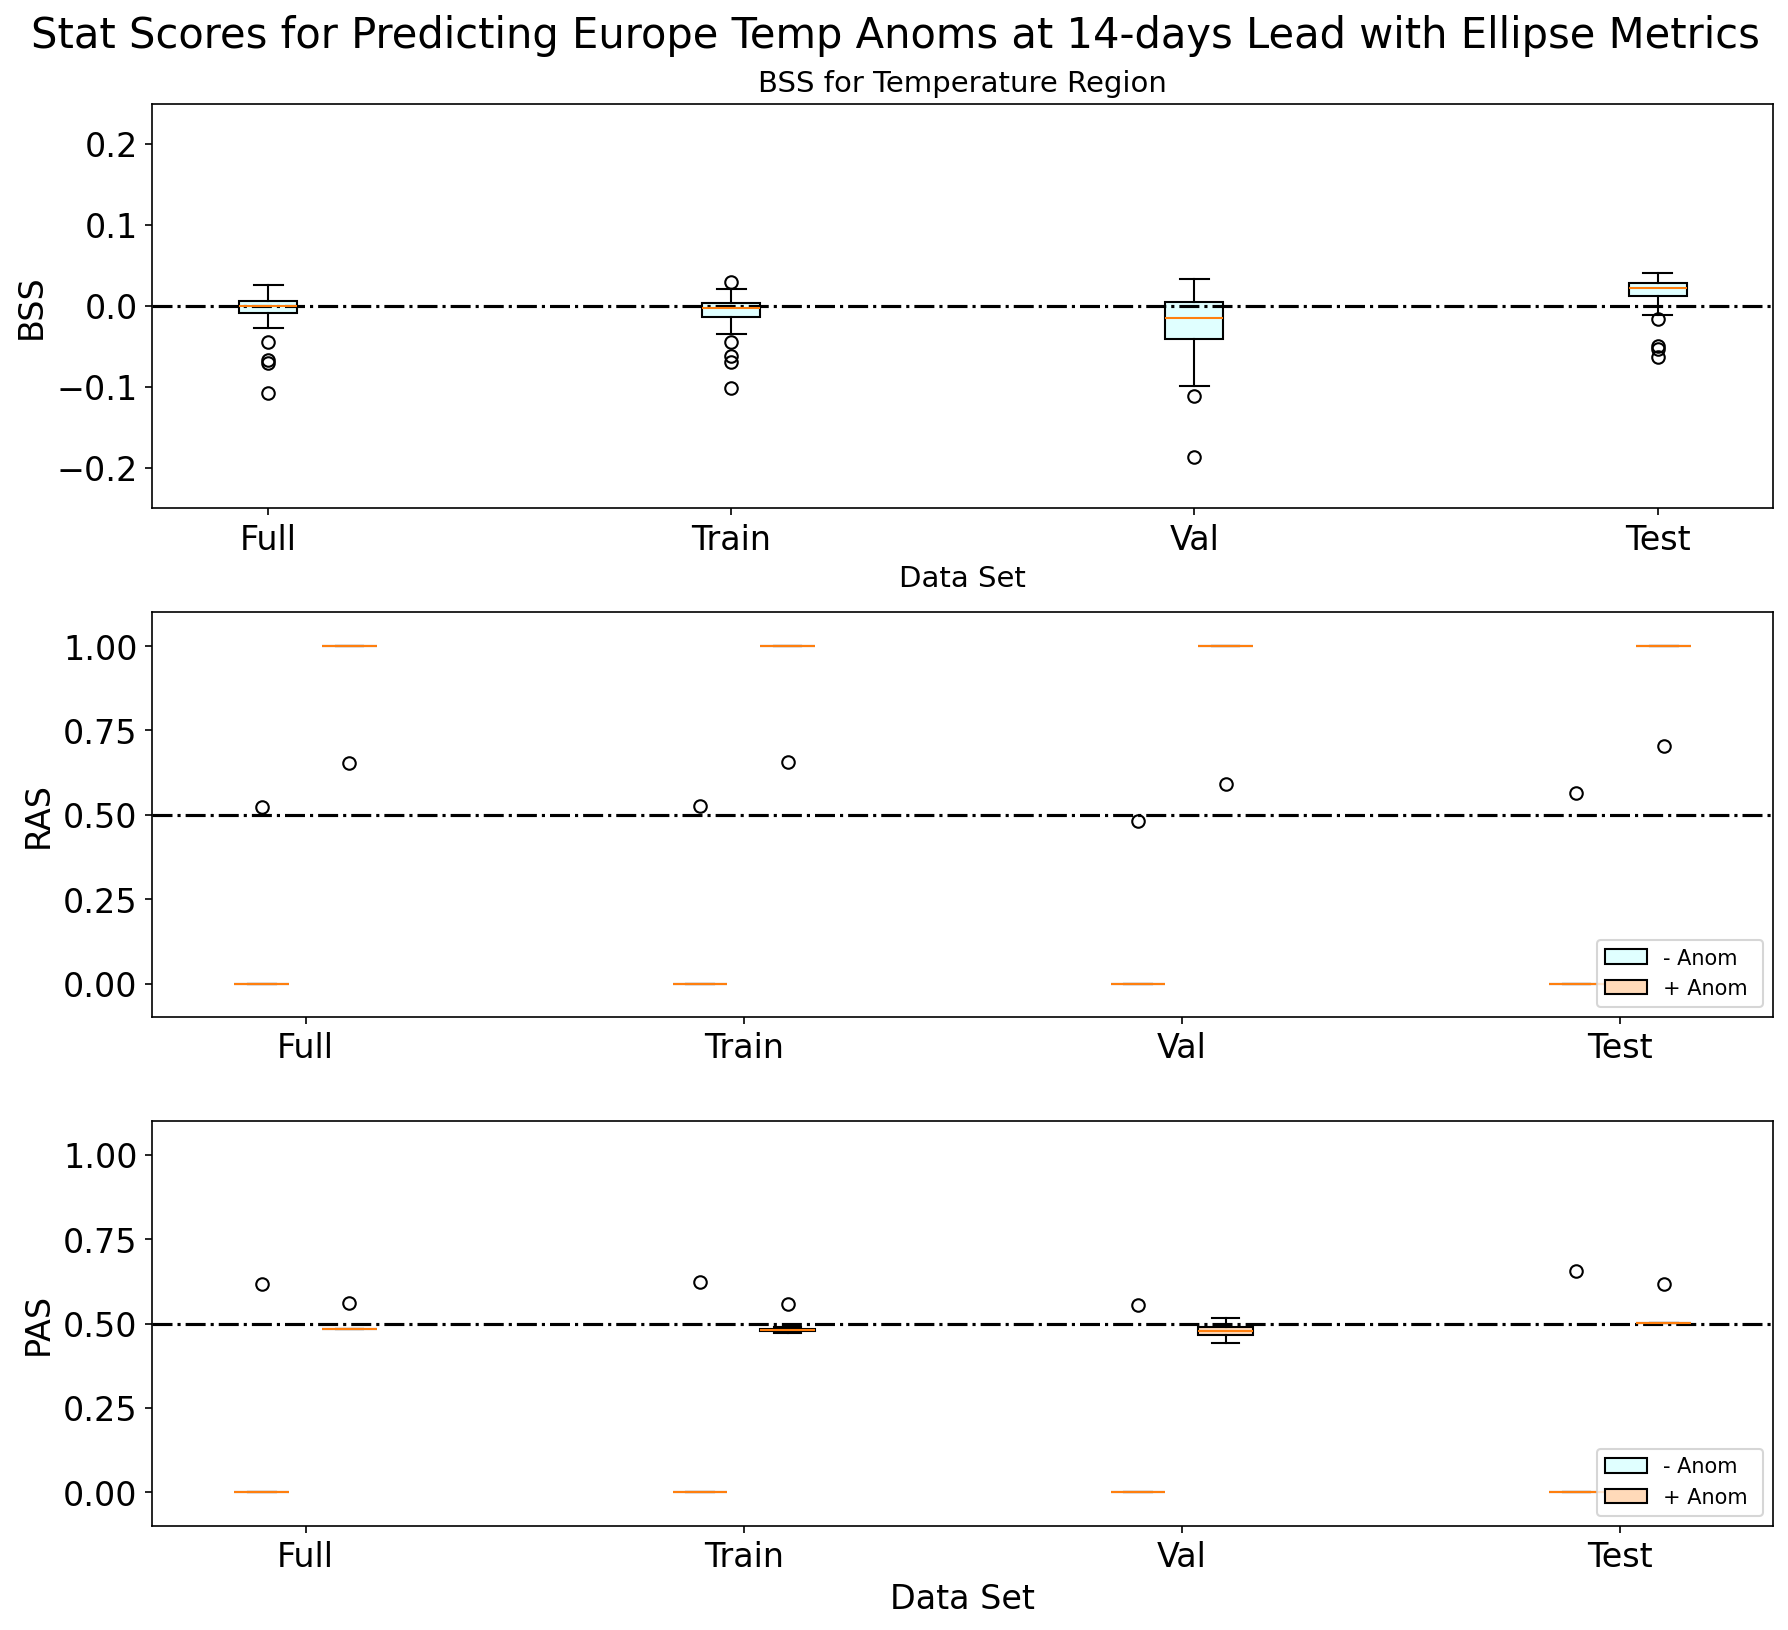 Stat Scores for Predicting Europe Temp Anoms at 14-days Lead with Ellipse Metrics
BSS for Temperature Region
BSS
0.2
0.1
0.0
−0.1
−0.2
Full Train Val Test
Data Set
RAS
1.00
0.75
0.50
0.25
0.00
- Anom
+ Anom
Full Train Val Test
PAS
1.00
0.75
0.50
0.25
0.00
- Anom
+ Anom
Full Train Val Test
Data Set